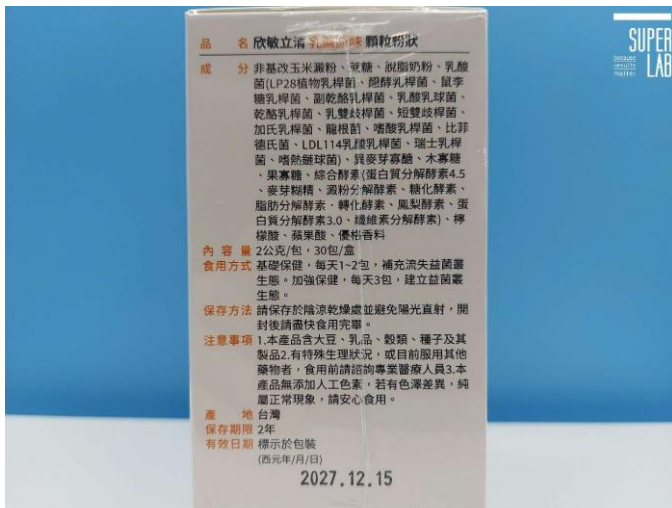 SUPER
LAB
because
results
matter
品名 欣敏立清 乳酸原味 顆粒粉狀
成分 非基改玉米澱粉、蔗糖、脫脂奶粉、乳酸
菌(LP28植物乳桿菌、醱酵乳桿菌、鼠李
糖乳桿菌、副乾酪乳桿菌、乳酸乳球菌、
乾酪乳桿菌、乳雙歧桿菌、短雙歧桿菌、
加氏乳桿菌、龍根菌、嗜酸乳桿菌、比菲
德氏菌、LDL114乳酸乳桿菌、瑞士乳桿
菌、嗜熱鏈球菌)、異麥芽寡醣、木寡糖
、果寡糖、綜合酵素(蛋白質分解酵素4.5
、麥芽糊精、澱粉分解酵素、糖化酵素、
脂肪分解酵素、轉化酵素、鳳梨酵素、蛋
白質分解酵素3.0、纖維素分解酵素)、檸
檬酸、蘋果酸、優格香料
內容量 2公克/包，30包/盒
食用方式 基礎保健，每天1~2包，補充流失益菌叢
生態。加強保健，每天3包，建立益菌叢
生態。
保存方法 請保存於陰涼乾燥處並避免陽光直射，開
封後請盡快食用完畢。
注意事項 1.本產品含大豆、乳品、穀類、種子及其
製品2.有特殊生理狀況，或目前服用其他
藥物者，食用前請諮詢專業醫療人員3.本
產品無添加人工色素，若有色澤差異，純
屬正常現象，請安心食用。
產地 台灣
保存期限 2年
有效日期 標示於包裝
(西元年/月/日)
2027.12.15